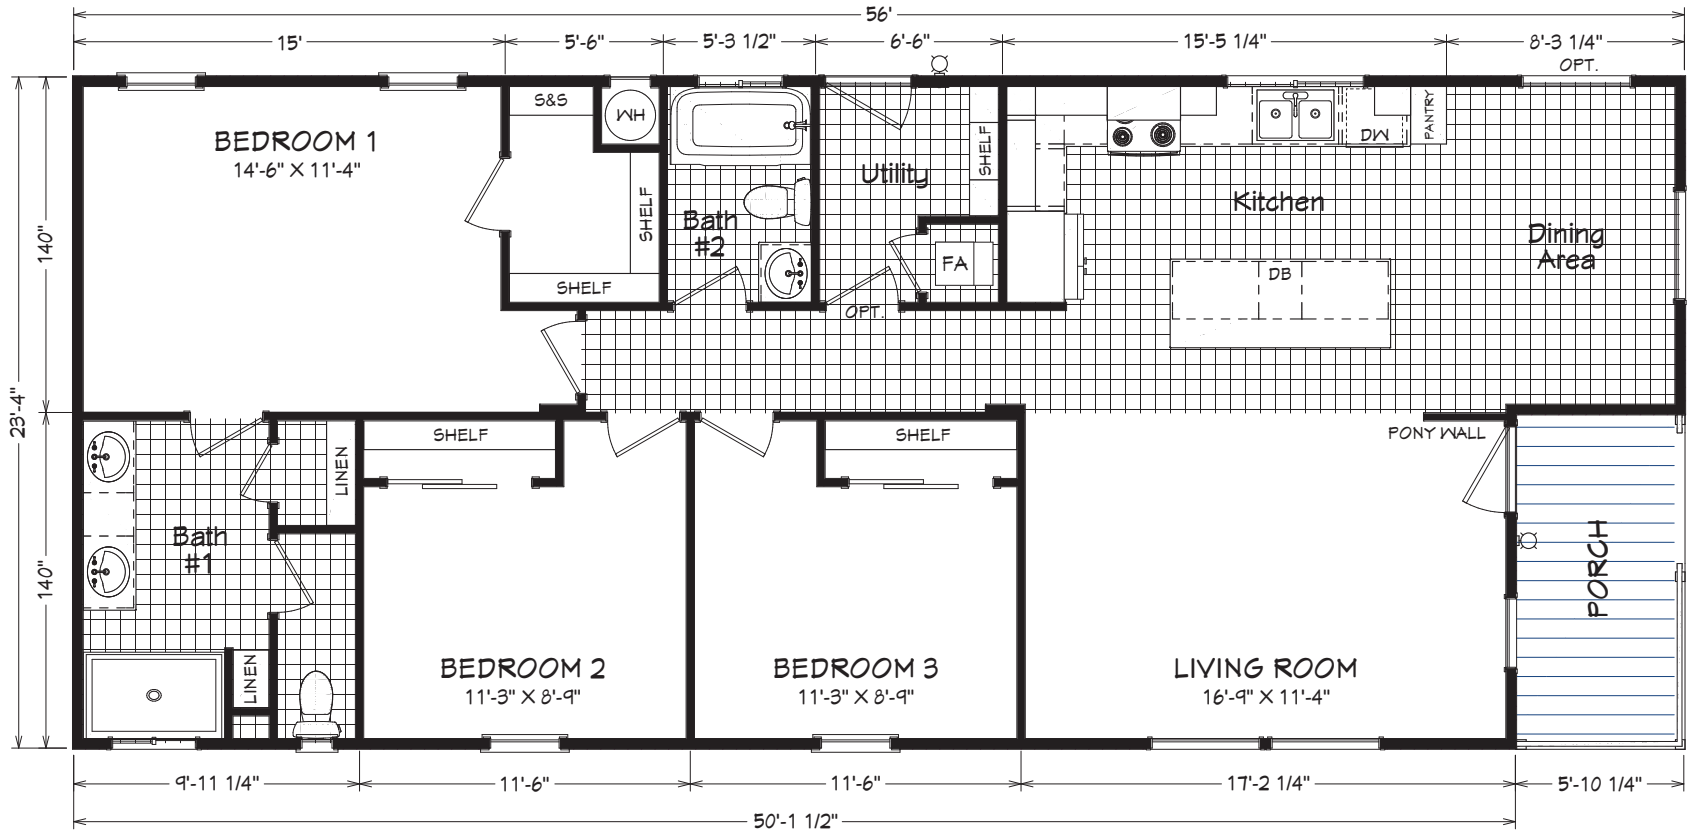 56'
15'
5'-6"
5'-3 1/2"
6'-6"
15'-5 1/4"
8'-3 1/4"
OPT.
S&S
WH
BEDROOM 1
14'-6" X 11'-4"
SHELF
SHELF
Bath
#2
Utility
SHELF
FA
OPT.
DW
PANTRY
Kitchen
DB
Dining
Area
140"
23'-4"
140"
SHELF
SHELF
PONY WALL
LINEN
Bath
#1
LINEN
PORCH
BEDROOM 2
11'-3" X 8'-9"
BEDROOM 3
11'-3" X 8'-9"
LIVING ROOM
16'-9" X 11'-4"
9'-11 1/4"
11'-6"
11'-6"
17'-2 1/4"
5'-10 1/4"
50'-1 1/2"